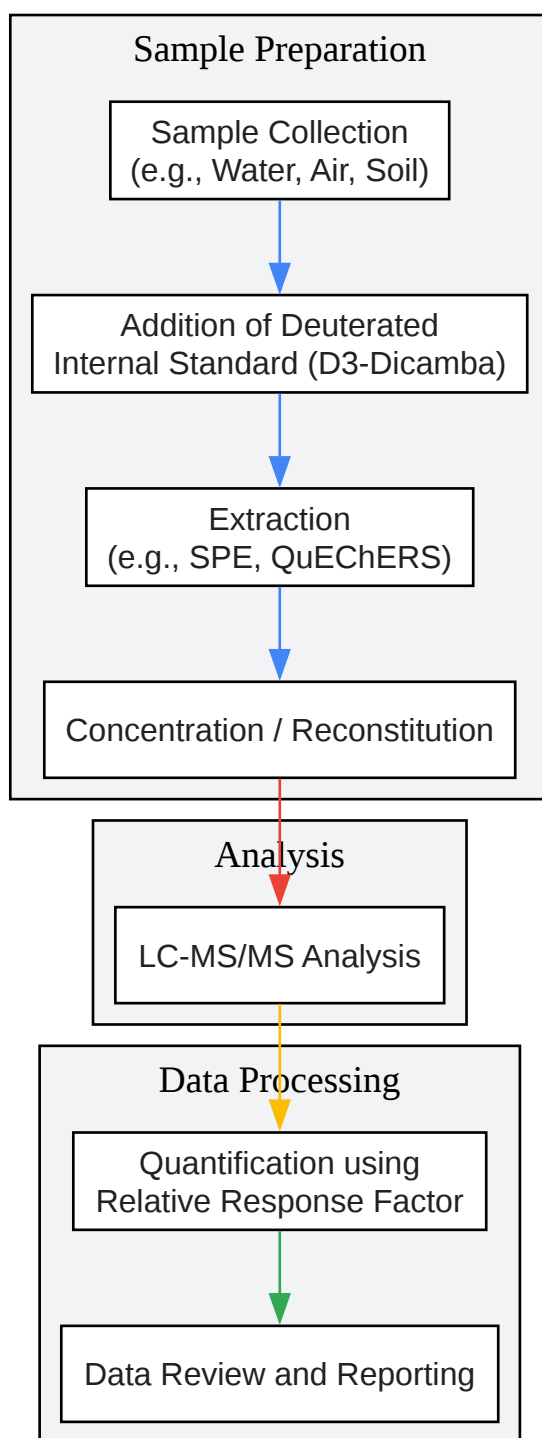 Sample Preparation
Sample Collection
(e.g., Water, Air, Soil)
Addition of Deuterated
Internal Standard (D3-Dicamba)
Extraction
(e.g., SPE, QuEChERS)
Concentration / Reconstitution
Analysis
LC-MS/MS Analysis
Data Processing
Quantification using
Relative Response Factor
Data Review and Reporting